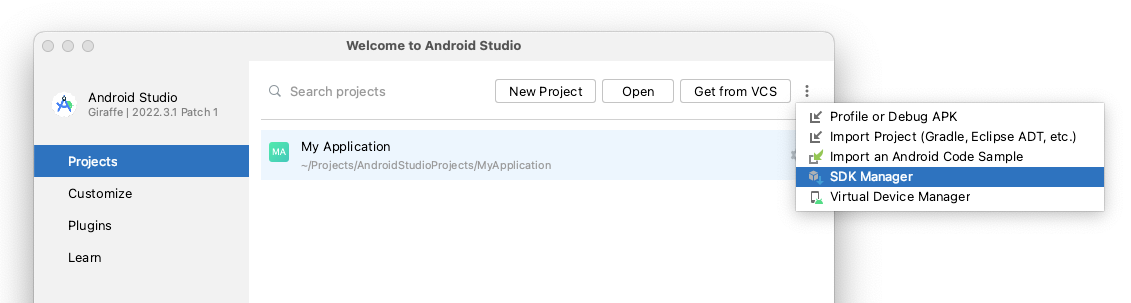 Welcome to Android Studio
Android Studio
Giraffe | 2022.3.1 Patch 1
Search projects
New Project
Open
Get from VCS
Projects
Customize
Plugins
Learn
MA
My Application
~/Projects/AndroidStudioProjects/MyApplication
Profile or Debug APK
Import Project (Gradle, Eclipse ADT, etc.)
Import an Android Code Sample
SDK Manager
Virtual Device Manager